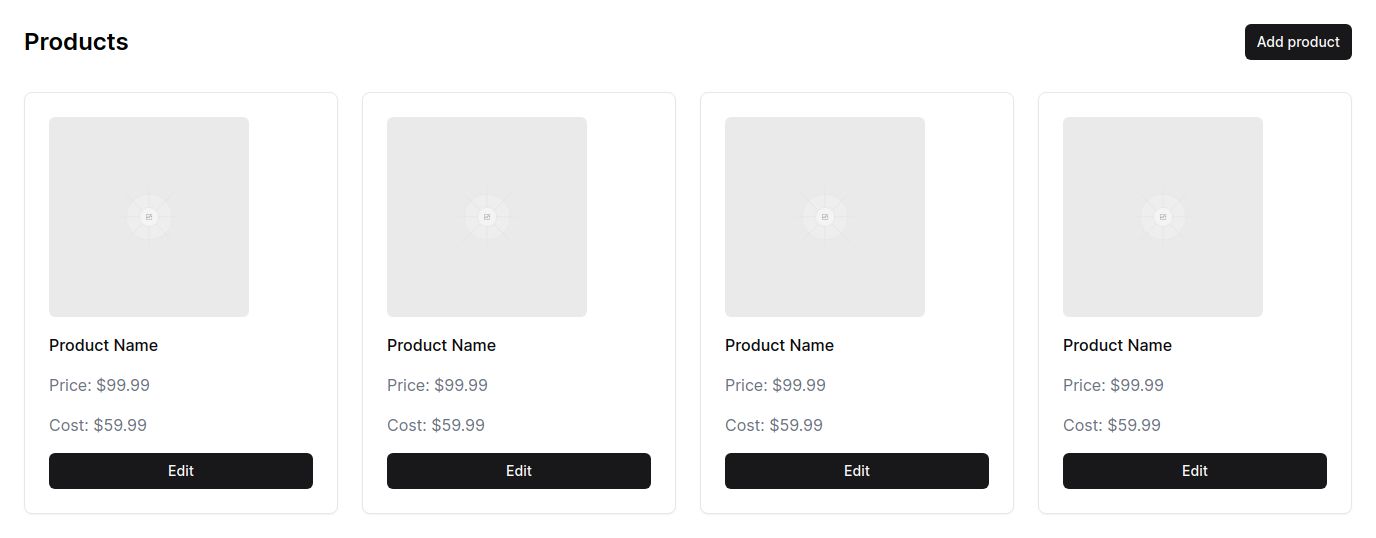 Products
Add product
Product Name
Price: $99.99
Cost: $59.99
Edit
Product Name
Price: $99.99
Cost: $59.99
Edit
Product Name
Price: $99.99
Cost: $59.99
Edit
Product Name
Price: $99.99
Cost: $59.99
Edit